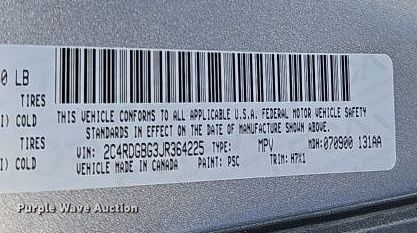 0 LB
TIRES
) COLD
TIRES
) COLD
THIS VEHICLE CONFORMS TO ALL APPLICABLE U.S.A. FEDERAL MOTOR VEHICLE SAFETY
STANDARDS IN EFFECT ON THE DATE OF MANUFACTURE SHOWN ABOVE.
VIN: 2C4RDGBG3JR364225 TYPE: MPV MDH: 070900 131AA
VEHICLE MADE IN CANADA PAINT: PSC TRIM: H7X1
Purple Wave Auction